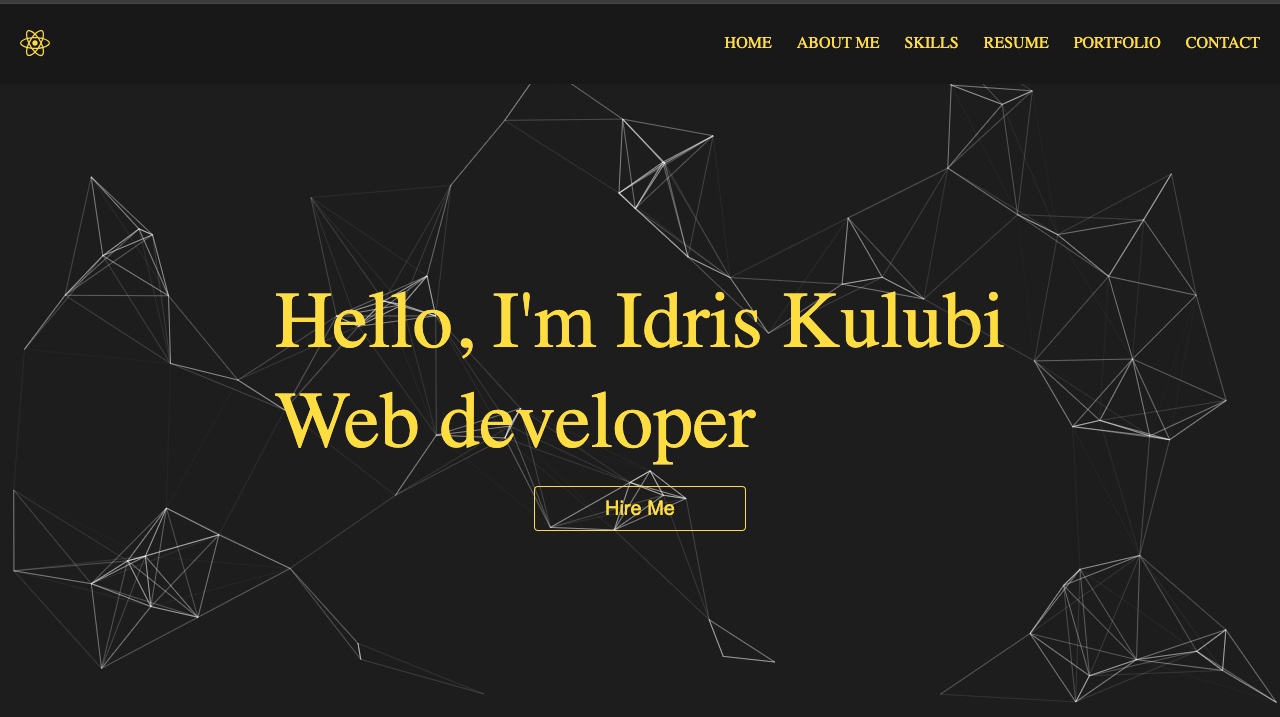 HOME ABOUT ME SKILLS RESUME PORTFOLIO CONTACT
Hello, I'm Idris Kulubi
Web developer
Hire Me